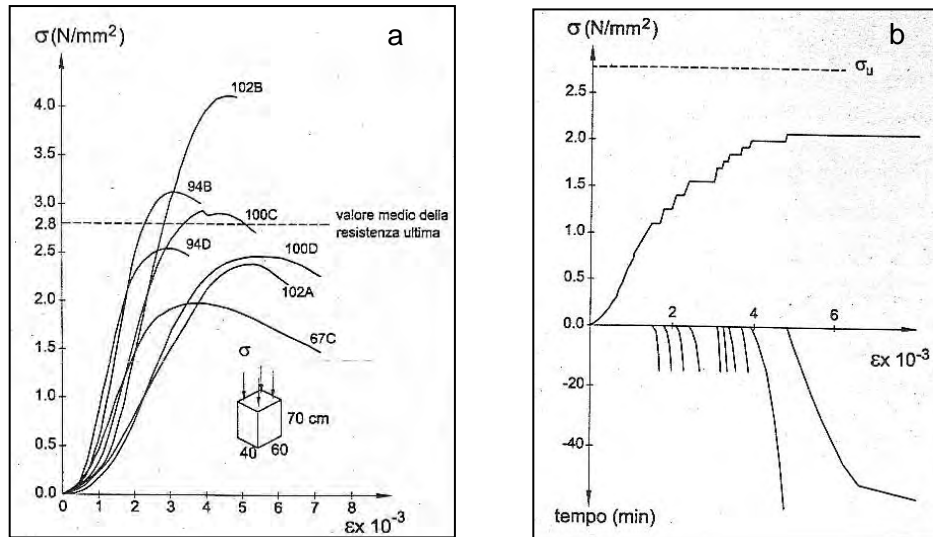 σ(N/mm²)
a
4.0
3.5
3.0
2.8
2.5
2.0
1.5
1.0
0.5
0.0
102B
94B
100C
94D
100D
102A
67C
valore medio della
resistenza ultima
σ
70 cm
40
60
0 1 2 3 4 5 6 7 8
εx 10⁻³
σ(N/mm²)
b
σu
2.5
2.0
1.5
1.0
0.5
0.0
2 4 6
εx 10⁻³
-20
-40
tempo (min)